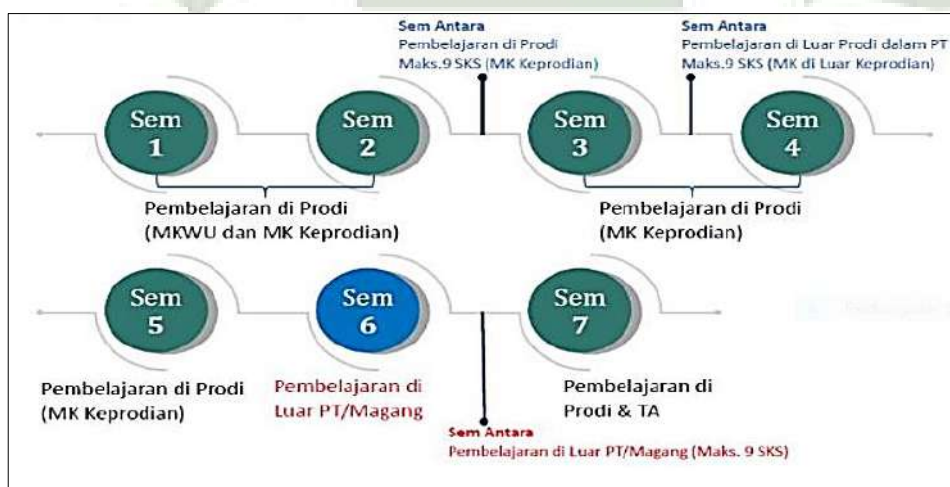 Sem Antara
Pembelajaran di Prodi
Maks.9 SKS (MK Keprodian)
Sem Antara
Pembelajaran di Luar Prodi dalam PT
Maks.9 SKS (MK di Luar Keprodian)
Sem
1
Sem
2
Sem
3
Sem
4
Pembelajaran di Prodi
(MKWU dan MK Keprodian)
Pembelajaran di Prodi
(MK Keprodian)
Sem
5
Sem
6
Sem
7
Pembelajaran di Prodi
(MK Keprodian)
Pembelajaran di
Luar PT/Magang
Pembelajaran di
Prodi & TA
Sem Antara
Pembelajaran di Luar PT/Magang (Maks. 9 SKS)